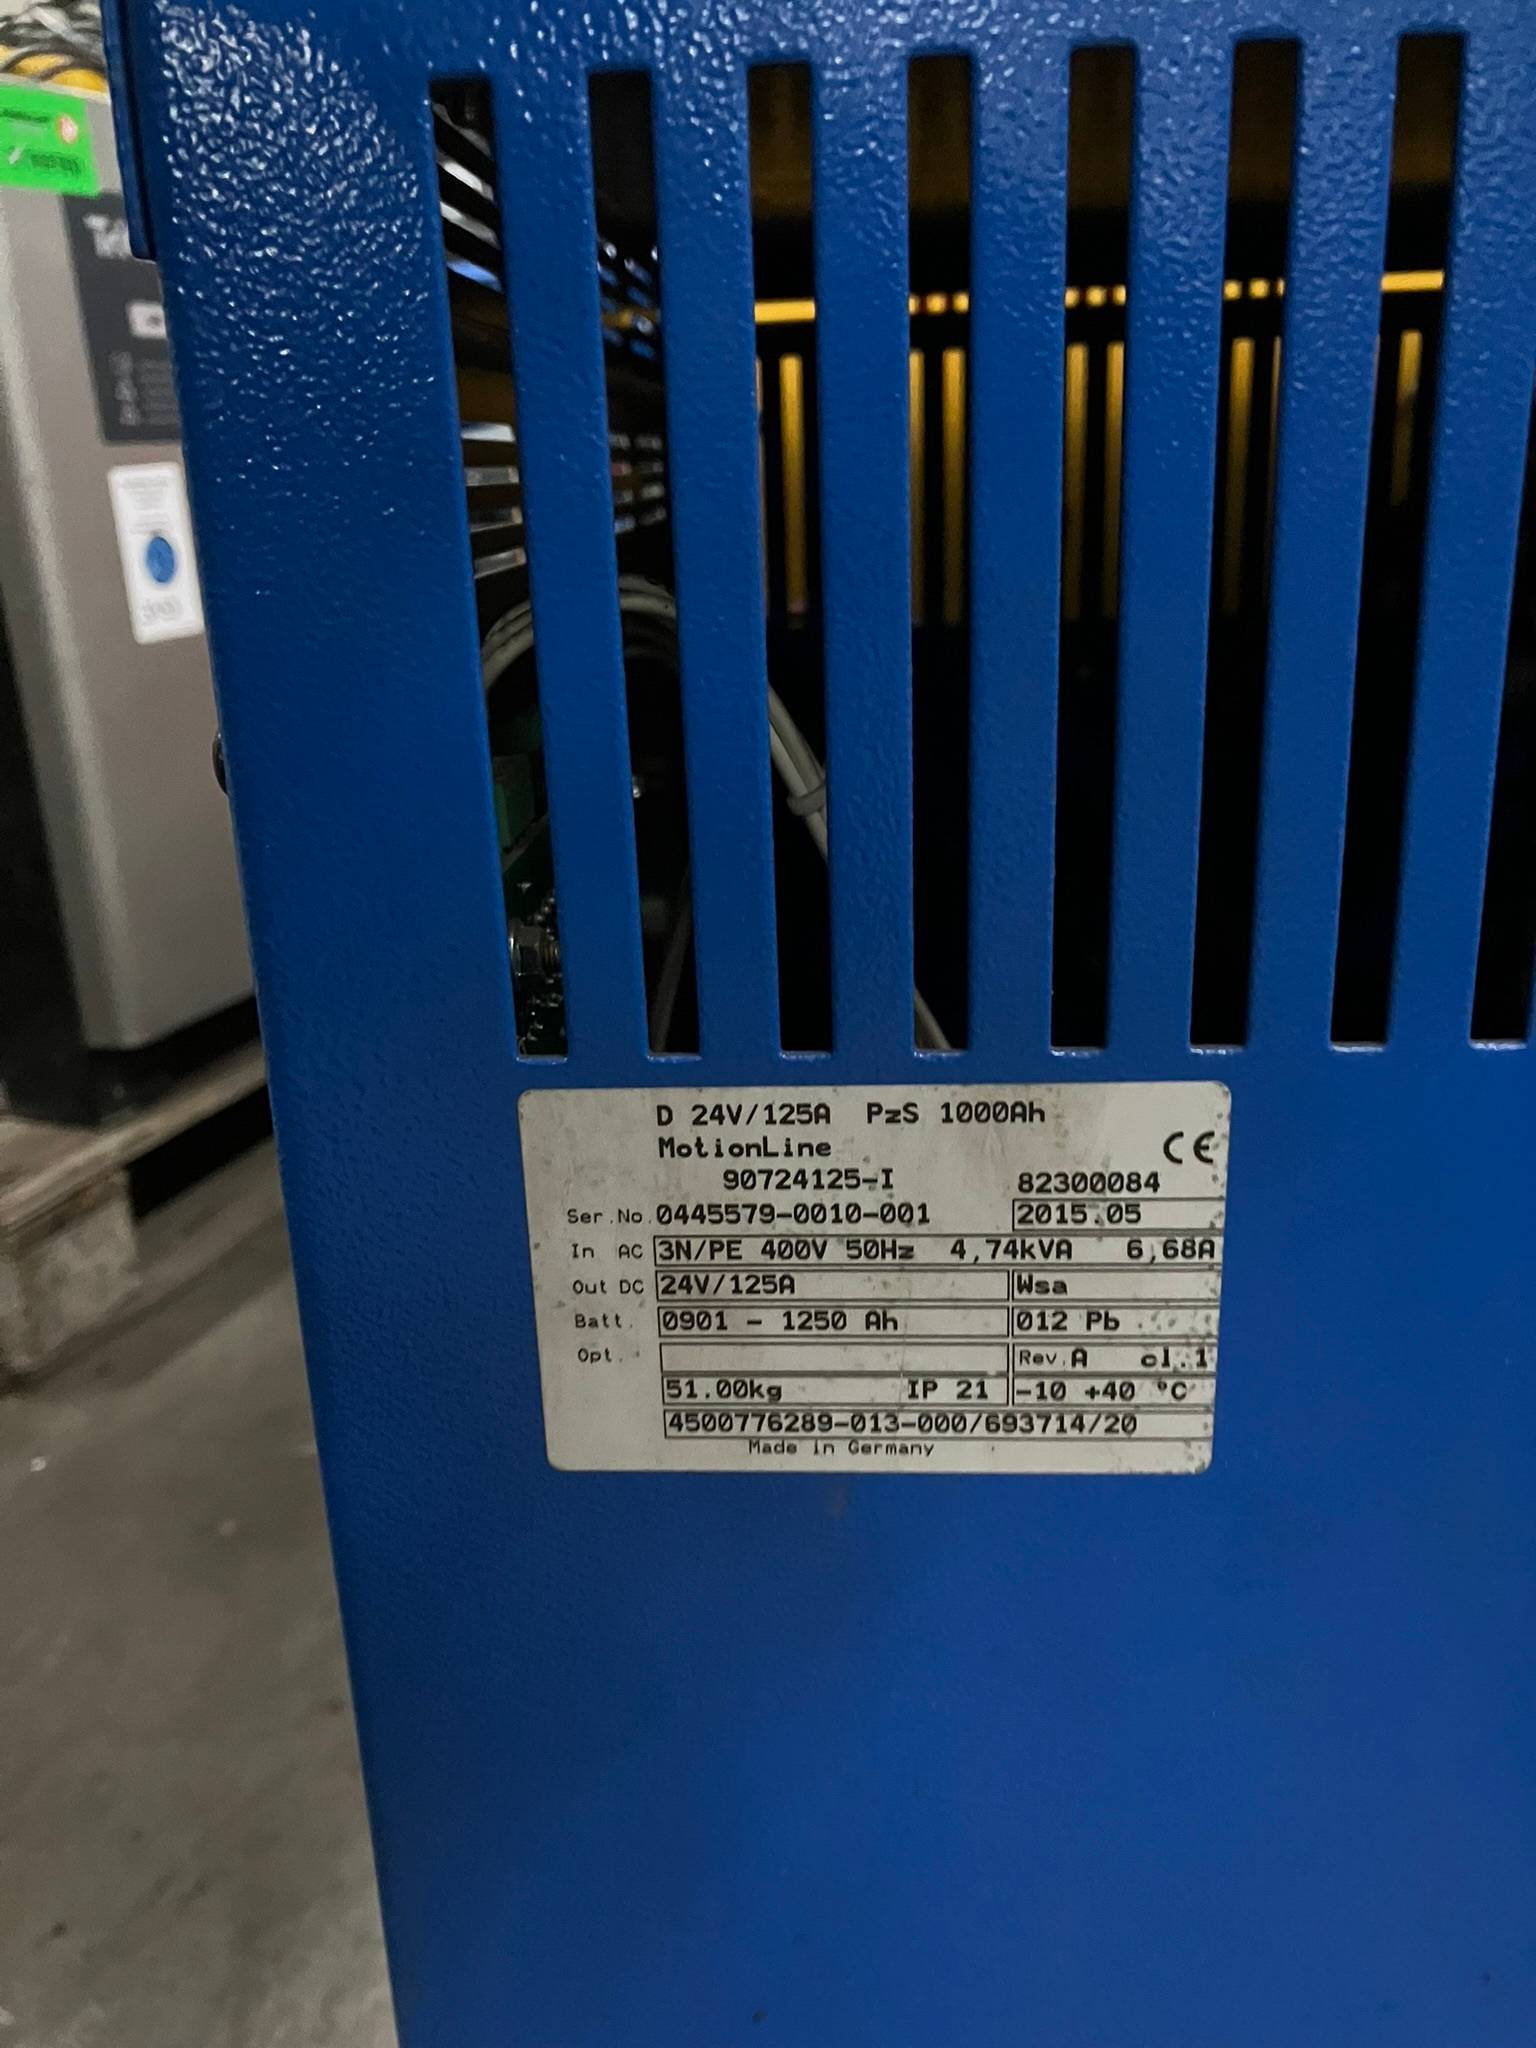 D 24V/125A PzS 1000Ah
MotionLine
CE
90724125-I 82300084
Ser.No. 0445579-0010-001 2015.05
In AC 3N/PE 400V 50Hz 4,74kVA 6,68A
Out DC 24V/125A Wsa
Batt. 0901 - 1250 Ah 012 Pb
Opt. Rev.A cl.1
51.00kg IP 21 -10 +40 °C
4500776289-013-000/693714/20
Made in Germany